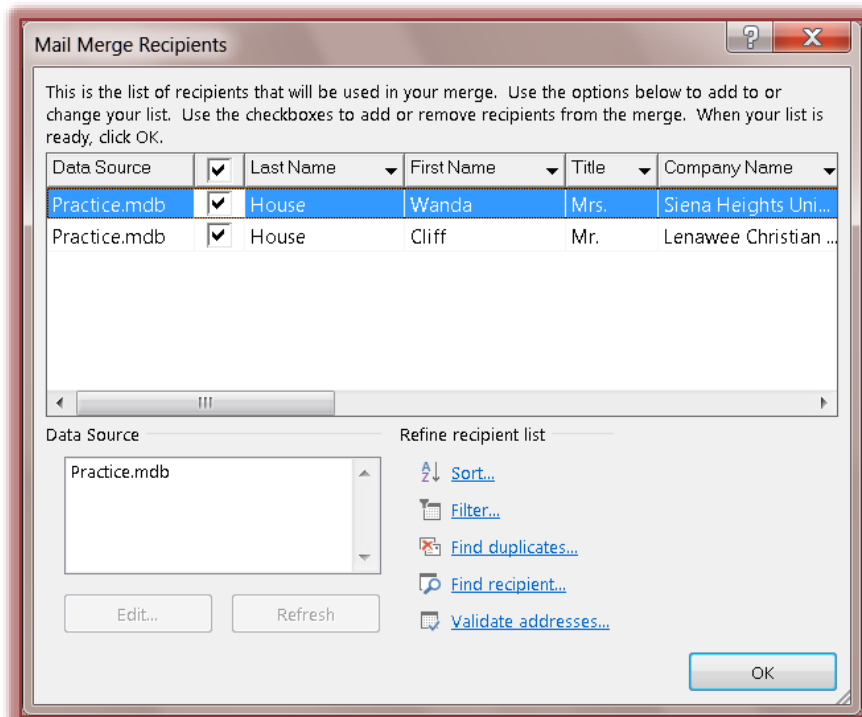 Mail Merge Recipients
This is the list of recipients that will be used in your merge. Use the options below to add to or
change your list. Use the checkboxes to add or remove recipients from the merge. When your list is
ready, click OK.
Data Source Last Name First Name Title Company Name
Practice.mdb House Wanda Mrs. Siena Heights Uni...
Practice.mdb House Cliff Mr. Lenawee Christian ...
Data Source Refine recipient list
Practice.mdb
Sort...
Filter...
Find duplicates...
Find recipient...
Edit... Refresh
Validate addresses...
OK